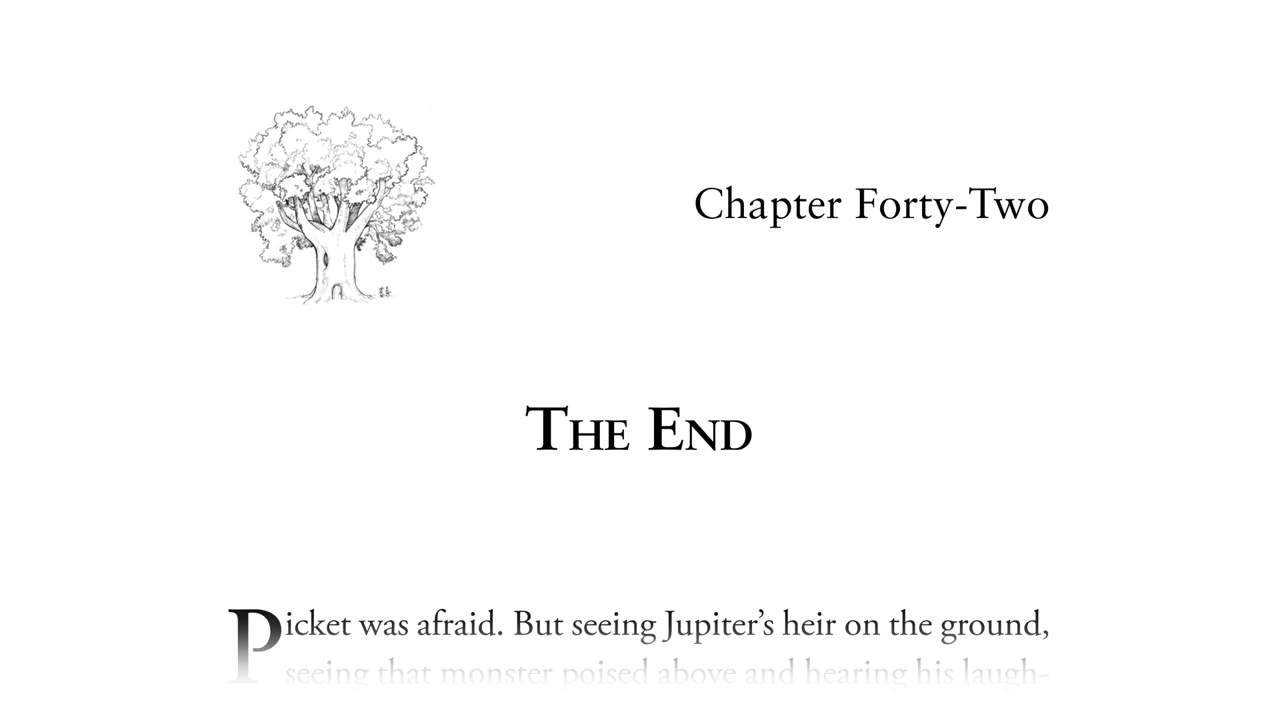 Chapter Forty-Two
The End
Picket was afraid. But seeing Jupiter’s heir on the ground,
seeing that monster poised above and hearing his laugh-